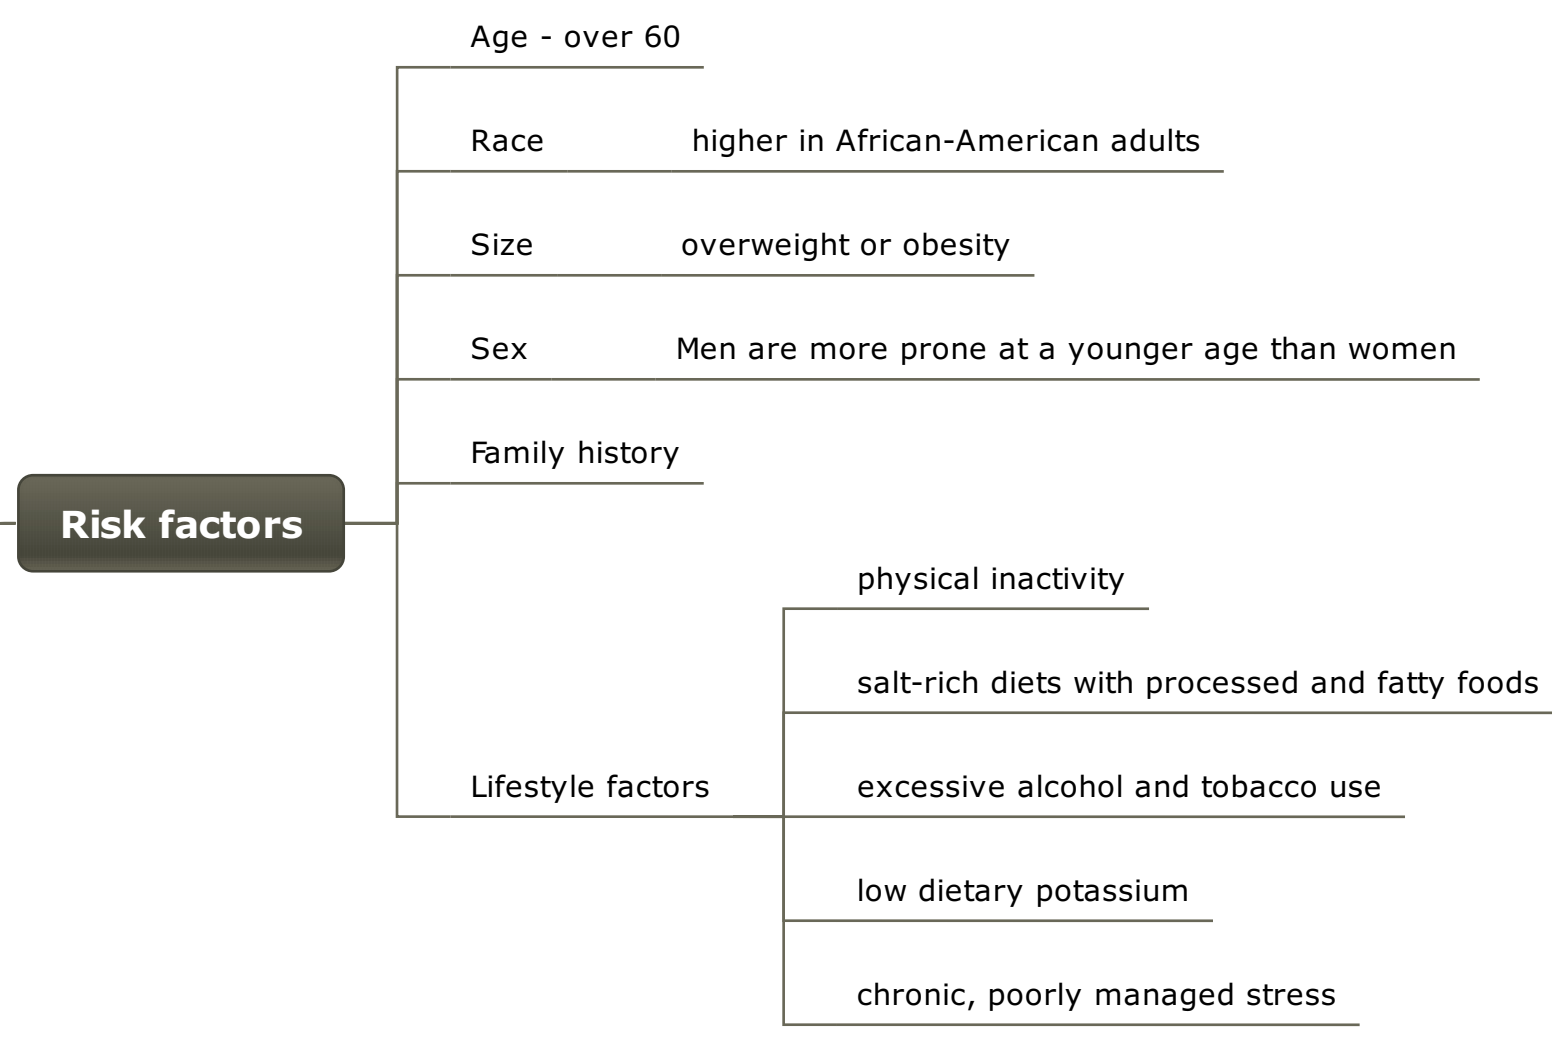 Age - over 60
Race
higher in African-American adults
Size
overweight or obesity
Sex
Men are more prone at a younger age than women
Family history
Risk factors
physical inactivity
salt-rich diets with processed and fatty foods
Lifestyle factors
excessive alcohol and tobacco use
low dietary potassium
chronic, poorly managed stress